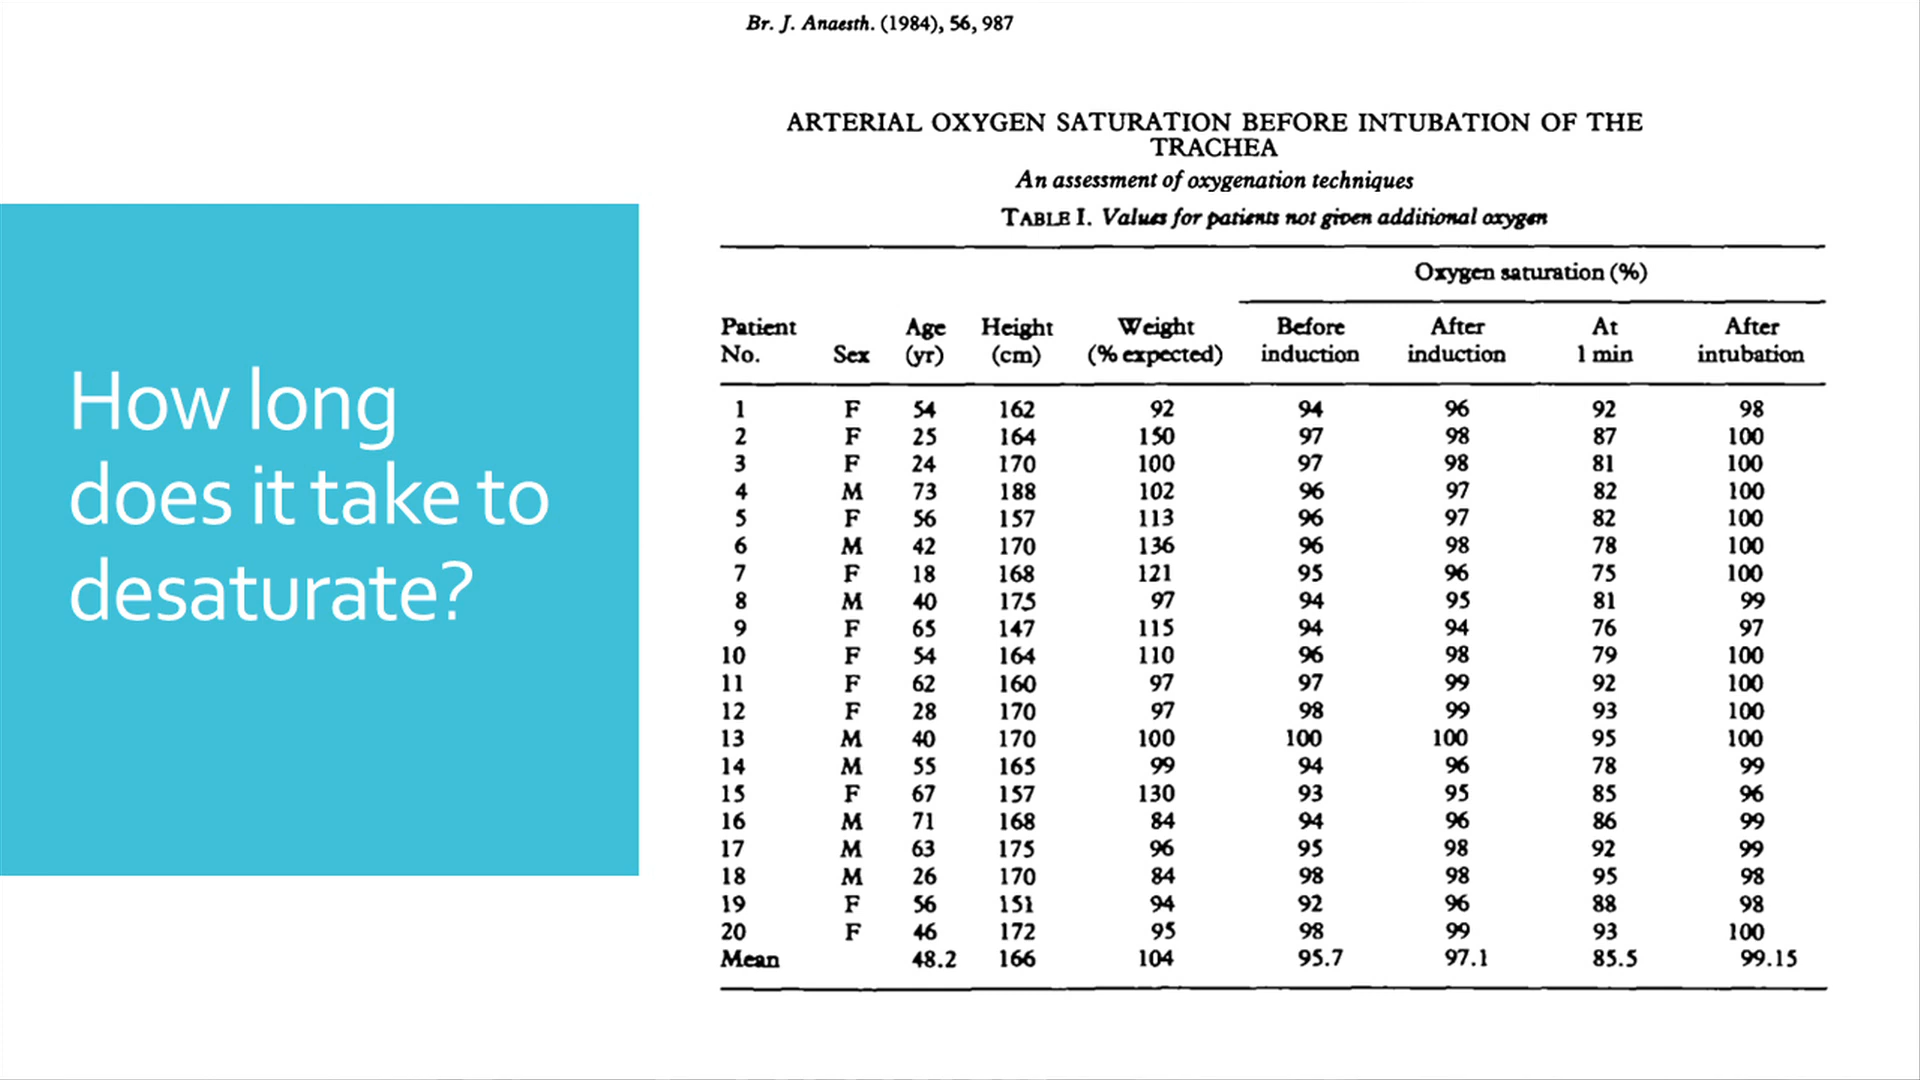 Br. J. Anaesth. (1984), 56, 987
ARTERIAL OXYGEN SATURATION BEFORE INTUBATION OF THE
TRACHEA
An assessment of oxygenation techniques
TABLE I. Values for patients not given additional oxygen
How long
does it take to
desaturate?
Oxygen saturation (%)
Patient Age Height Weight Before After At After
No. Sex (yr) (cm) (% expected) induction induction 1 min intubation
1 F 54 162 92 94 96 92 98
2 F 25 164 150 97 98 87 100
3 F 24 170 100 97 98 81 100
4 M 73 188 102 96 97 82 100
5 F 56 157 113 96 97 82 100
6 M 42 170 136 96 98 78 100
7 F 18 168 121 95 96 75 100
8 M 40 175 97 94 95 81 99
9 F 65 147 115 94 94 76 97
10 F 54 164 110 96 98 79 100
11 F 62 160 97 97 99 92 100
12 F 28 170 97 98 99 93 100
13 M 40 170 100 100 100 95 100
14 M 55 165 99 94 96 78 99
15 F 67 157 130 93 95 85 96
16 M 71 168 84 94 96 86 99
17 M 63 175 96 95 98 92 99
18 M 26 170 84 98 98 95 98
19 F 56 151 94 92 96 88 98
20 F 46 172 95 98 99 93 100
Mean 48.2 166 104 95.7 97.1 85.5 99.15